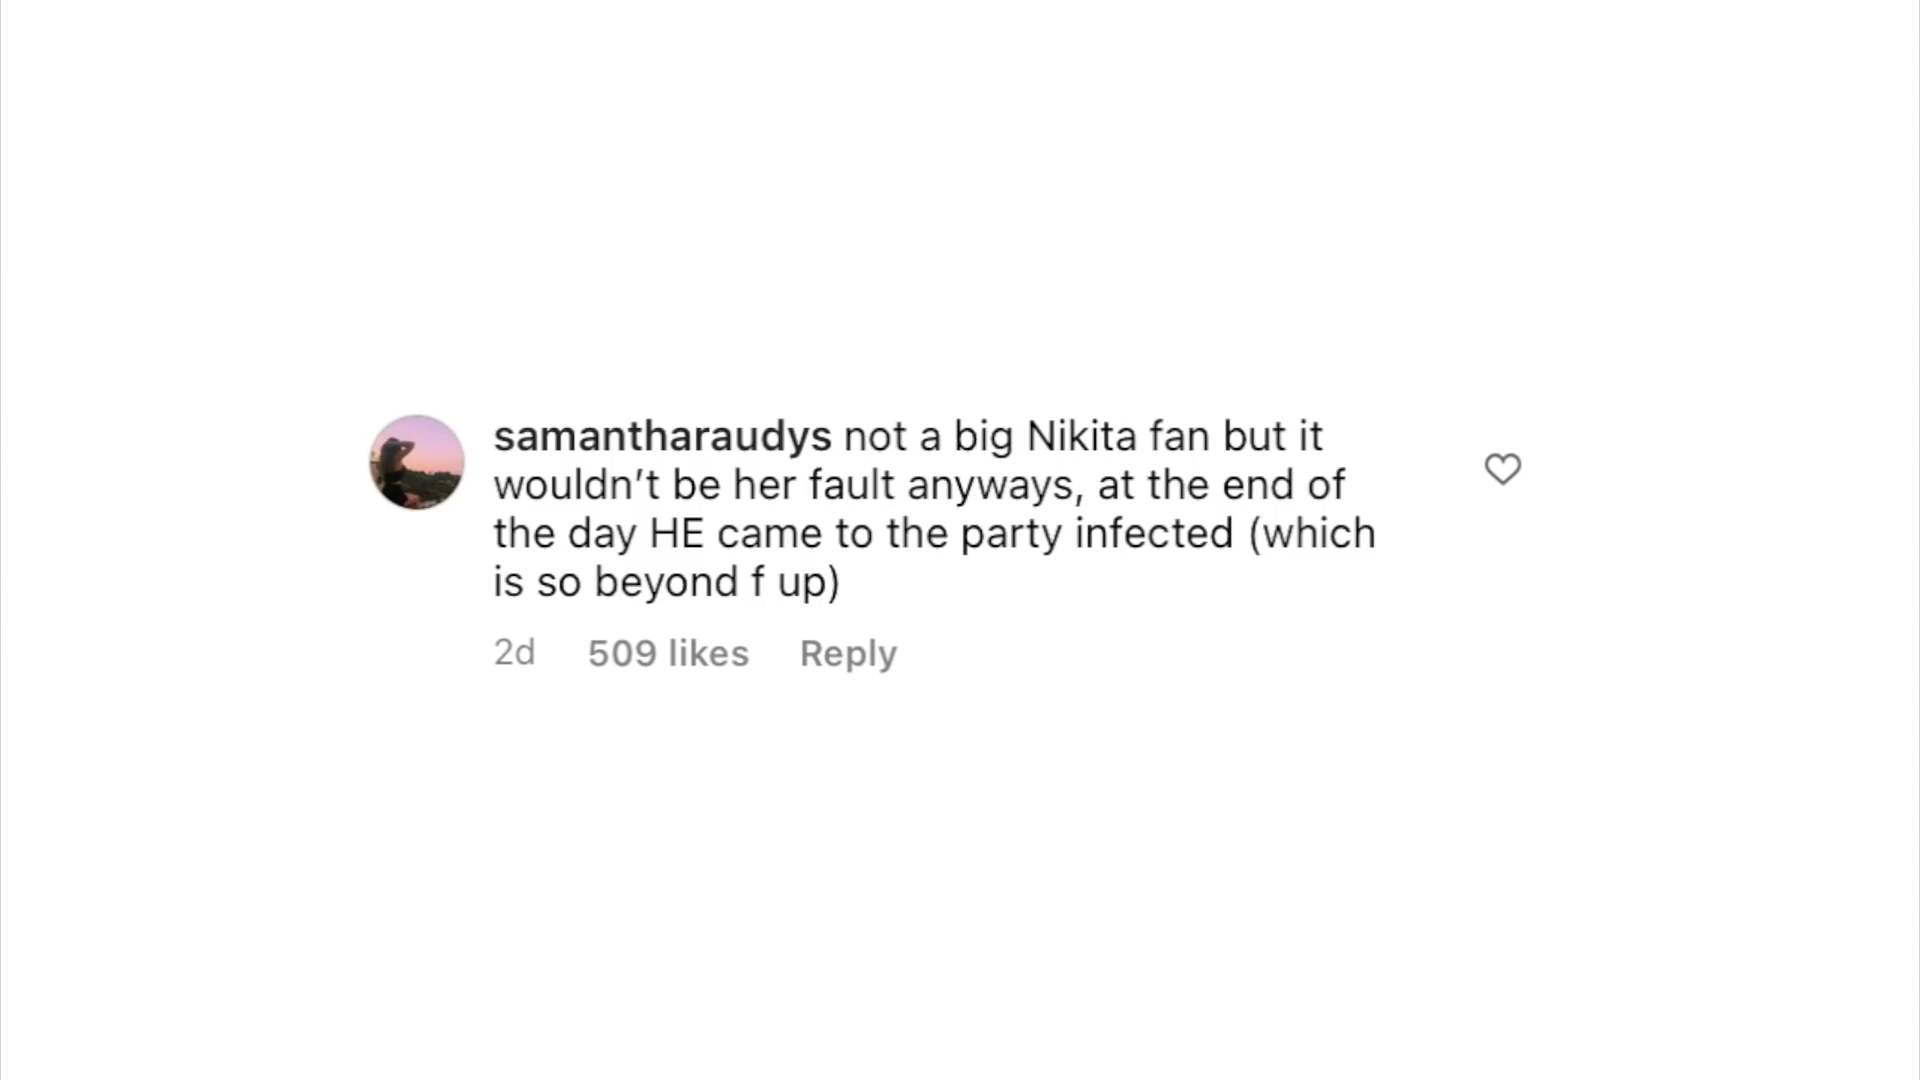 samantharaudys not a big Nikita fan but it
wouldn’t be her fault anyways, at the end of
the day HE came to the party infected (which
is so beyond f up)
2d 509 likes Reply